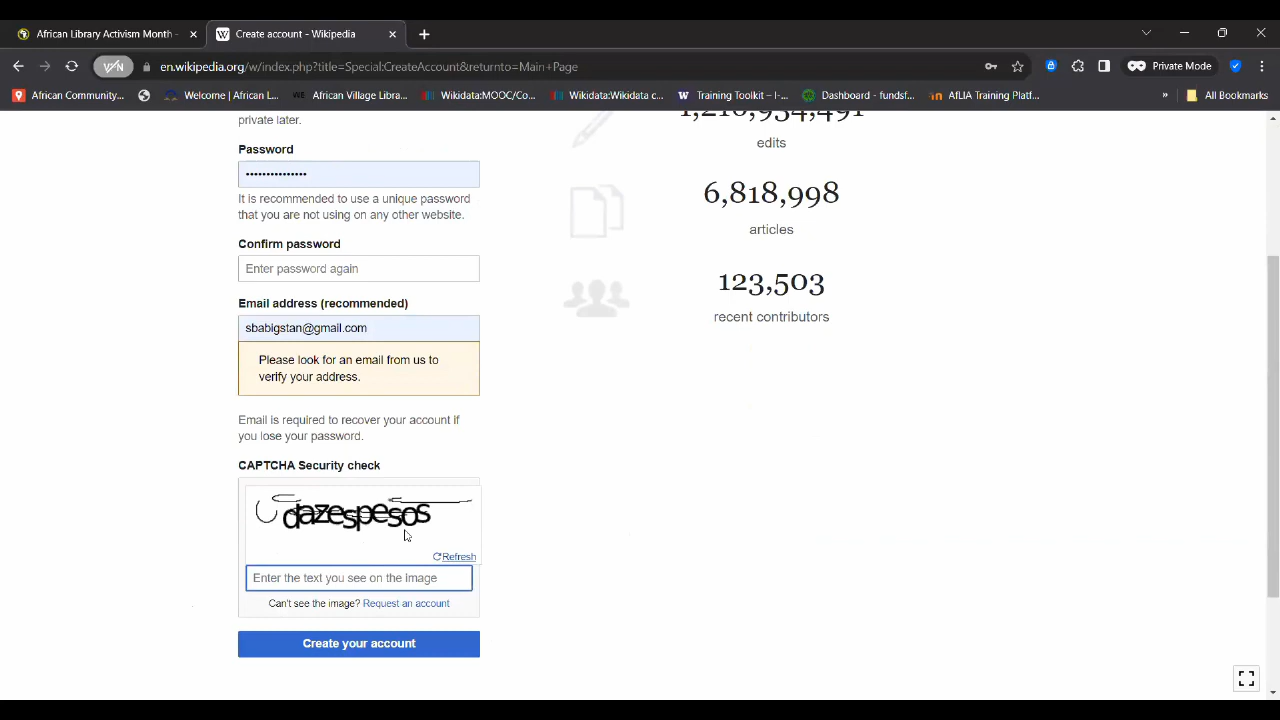 African Library Activism Month -
Create account - Wikipedia
en.wikipedia.org/w/index.php?title=Special:CreateAccount&returnto=Main+Page
Private Mode
African Community...
Welcome | African L...
African Village Libra...
Wikidata:MOOC/Co...
Wikidata:Wikidata c...
Training Toolkit – I-...
Dashboard - fundsf...
AfLIA Training Platf...
»
All Bookmarks
private later.
Password
•••••••••••••••
It is recommended to use a unique password
that you are not using on any other website.
Confirm password
Enter password again
Email address (recommended)
sbabigstan@gmail.com
Please look for an email from us to
verify your address.
Email is required to recover your account if
you lose your password.
CAPTCHA Security check
dazespesos
Refresh
Enter the text you see on the image
Can't see the image? Request an account
Create your account
edits
6,818,998
articles
123,503
recent contributors